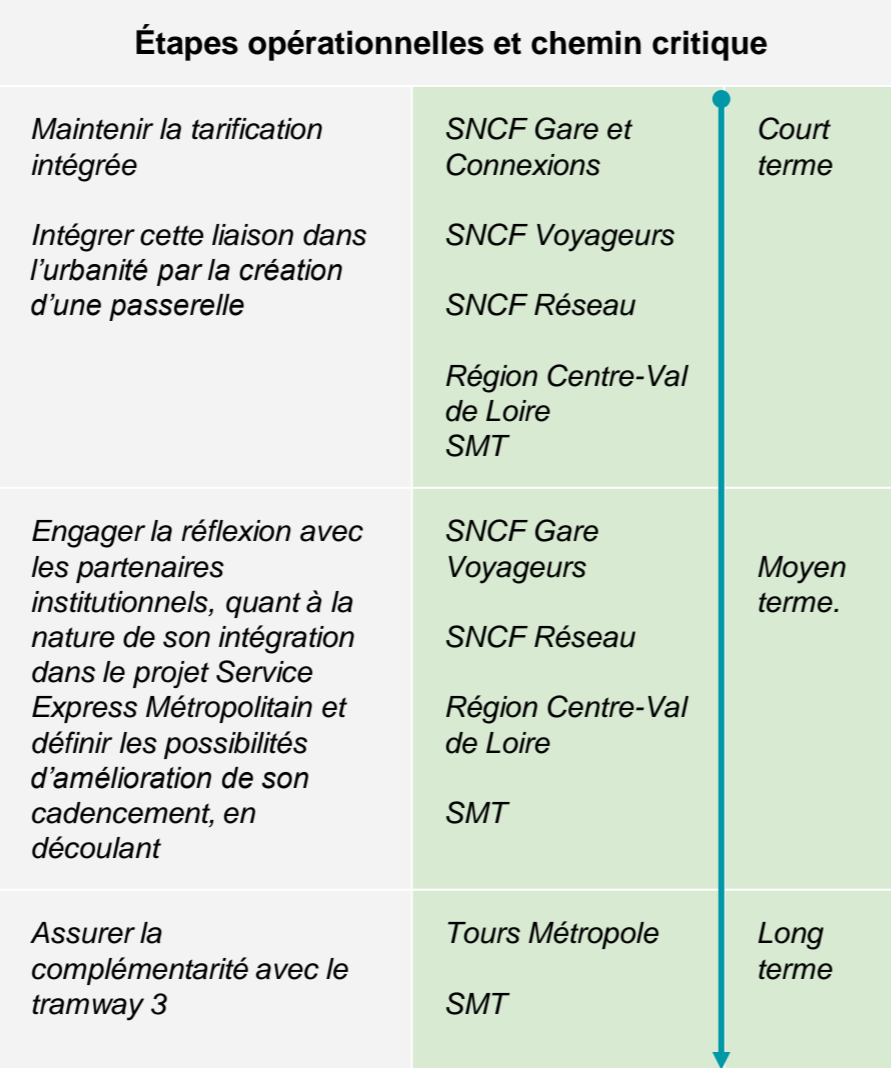 Étapes opérationnelles et chemin critique
Maintenir la tarification
intégrée
Intégrer cette liaison dans
l'urbanité par la création
d'une passerelle
SNCF Gare et
Connexions
SNCF Voyageurs
SNCF Réseau
Région Centre-Val
de Loire
SMT
Court
terme
Engager la réflexion avec
les partenaires
institutionnels, quant à la
nature de son intégration
dans le projet Service
Express Métropolitain et
définir les possibilités
d'amélioration de son
cadencement, en
découlant
SNCF Gare
Voyageurs
SNCF Réseau
Région Centre-Val
de Loire
SMT
Moyen
terme.
Assurer la
complémentarité avec le
tramway 3
Tours Métropole
SMT
Long
terme